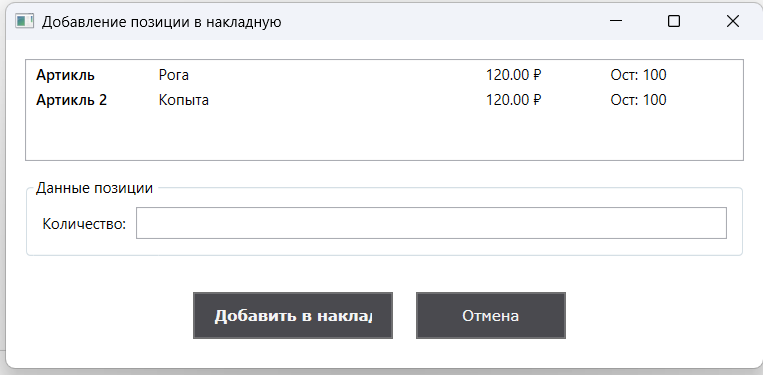 Добавление позиции в накладную
Артикль Рога 120.00 ₽ Ост: 100
Артикль 2 Копыта 120.00 ₽ Ост: 100
Данные позиции
Количество:
Добавить в наклад Отмена